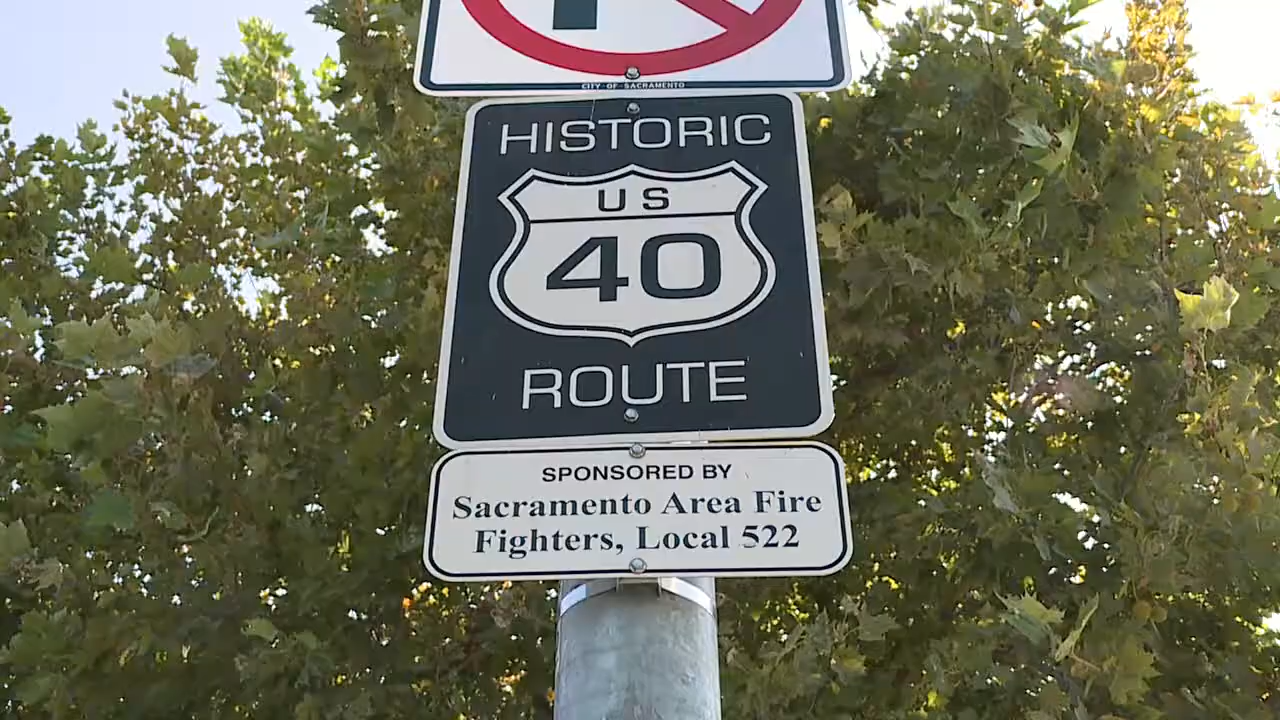 CITY OF SACRAMENTO
HISTORIC
US
40
ROUTE
SPONSORED BY
Sacramento Area Fire
Fighters, Local 522